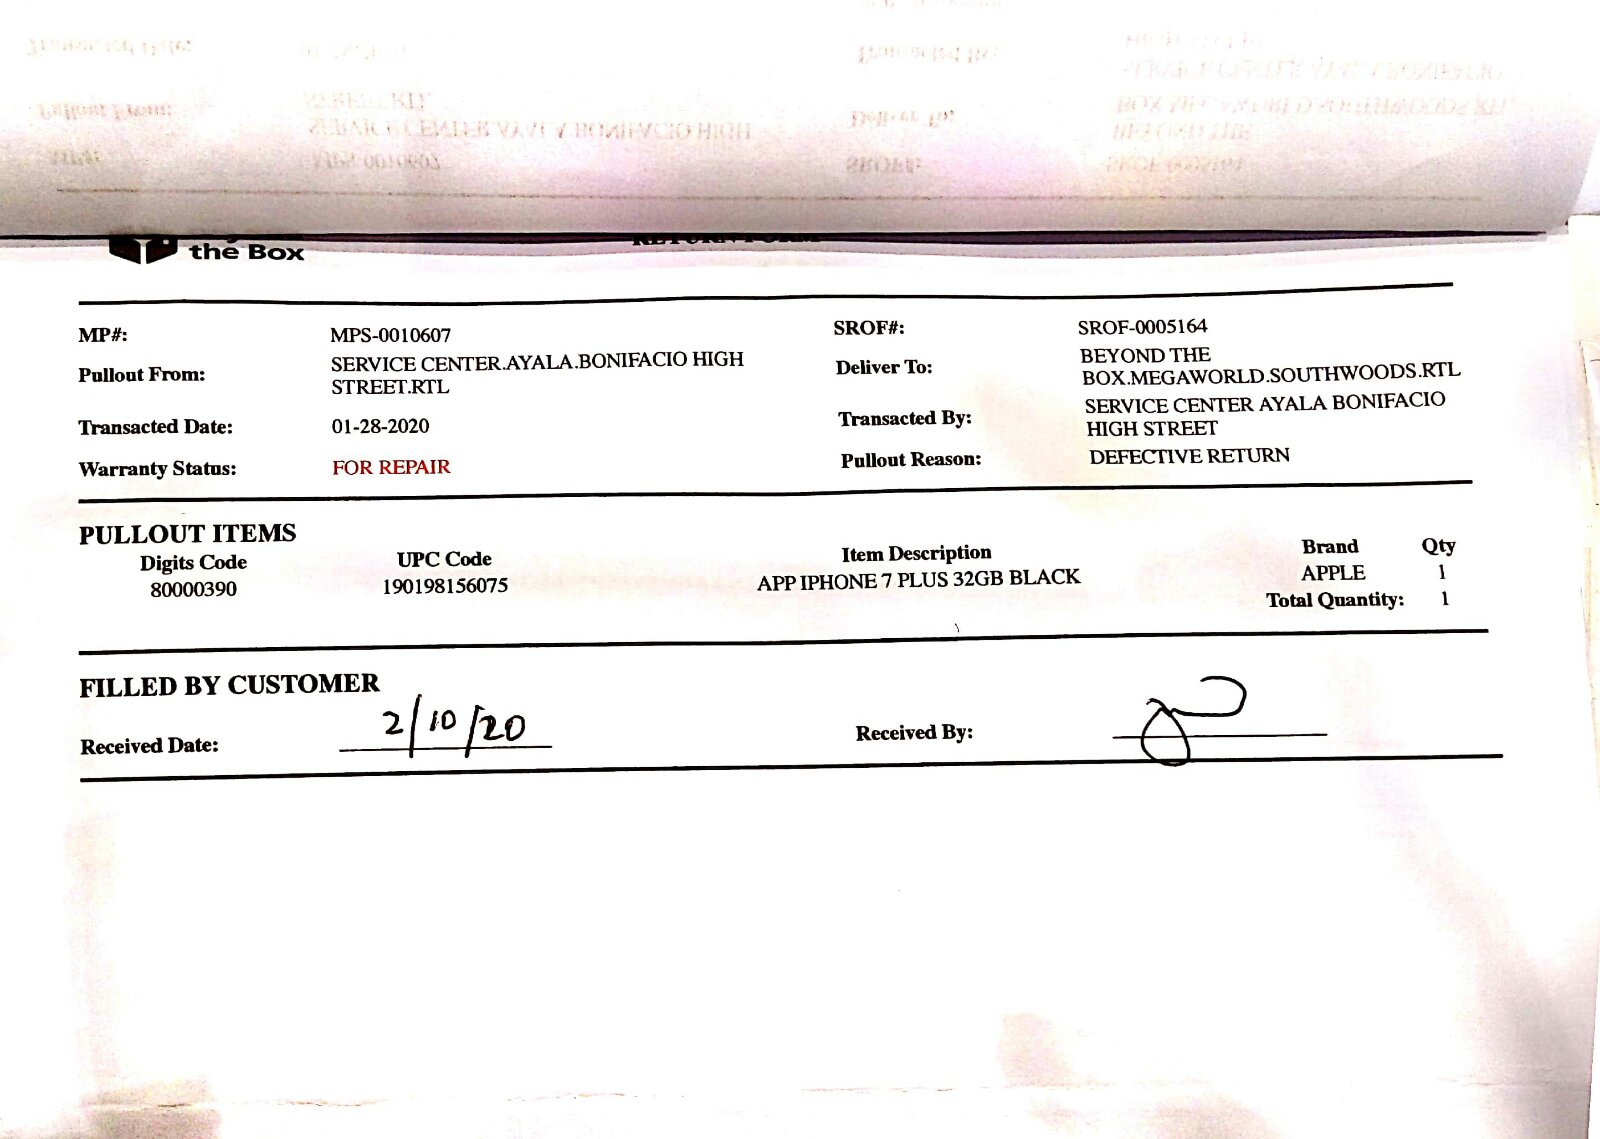 the Box
RETURN FORM
MP#: MPS-0010607 SROF#: SROF-0005164
Pullout From: SERVICE CENTER.AYALA.BONIFACIO HIGH STREET.RTL Deliver To: BEYOND THE BOX.MEGAWORLD.SOUTHWOODS.RTL
Transacted Date: 01-28-2020 Transacted By: SERVICE CENTER AYALA BONIFACIO HIGH STREET
Warranty Status: FOR REPAIR Pullout Reason: DEFECTIVE RETURN
PULLOUT ITEMS
Digits Code UPC Code Item Description Brand Qty
80000390 190198156075 APP IPHONE 7 PLUS 32GB BLACK APPLE 1
Total Quantity: 1
FILLED BY CUSTOMER
Received Date: 2/10/20 Received By: